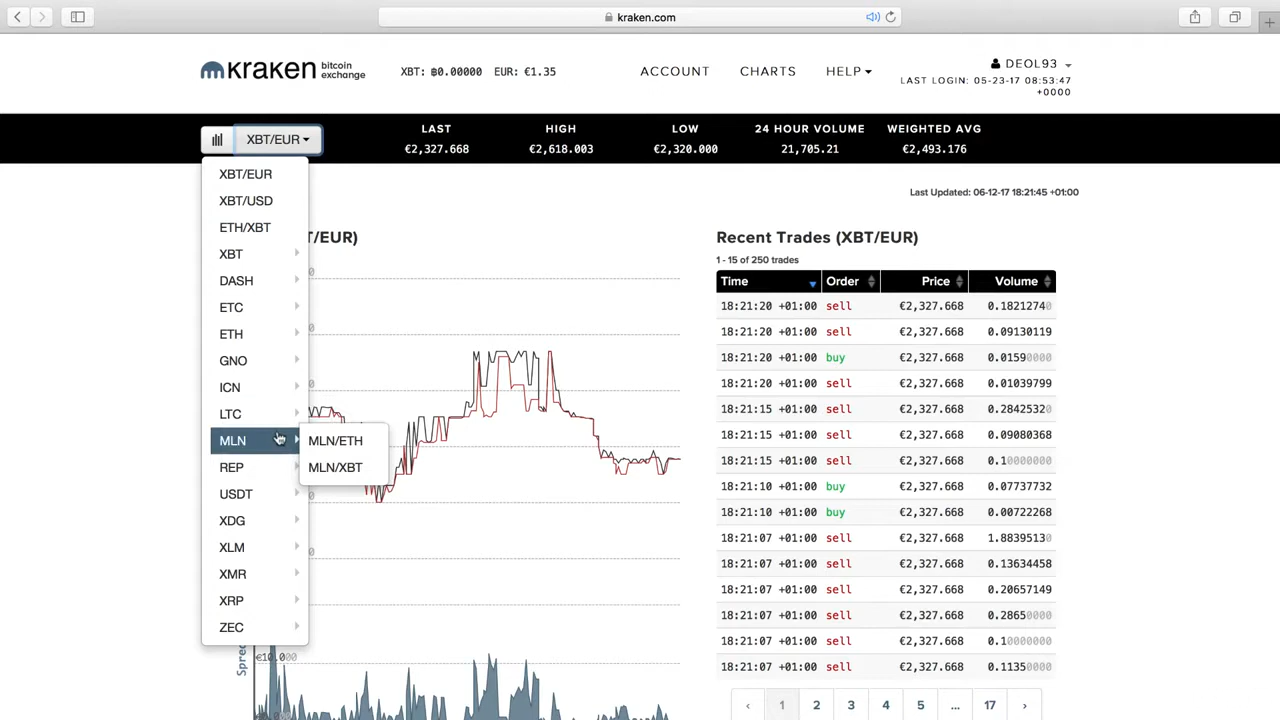 kraken.com
kraken bitcoin exchange
XBT: ฿0.00000 EUR: €1.35
ACCOUNT CHARTS HELP
DEOL93
LAST LOGIN: 05-23-17 08:53:47 +0000
XBT/EUR
LAST HIGH LOW 24 HOUR VOLUME WEIGHTED AVG
€2,327.668 €2,618.003 €2,320.000 21,705.21 €2,493.176
XBT/EUR
XBT/USD
ETH/XBT
XBT
DASH
ETC
ETH
GNO
ICN
LTC
MLN
REP
USDT
XDG
XLM
XMR
XRP
ZEC
MLN/ETH
MLN/XBT
T/EUR)
€10,000
Last Updated: 06-12-17 18:21:45 +01:00
Recent Trades (XBT/EUR)
1 - 15 of 250 trades
Time Order Price Volume
18:21:20 +01:00 sell €2,327.668 0.18212740
18:21:20 +01:00 sell €2,327.668 0.09130119
18:21:20 +01:00 buy €2,327.668 0.01590000
18:21:20 +01:00 sell €2,327.668 0.01039799
18:21:15 +01:00 sell €2,327.668 0.28425320
18:21:15 +01:00 sell €2,327.668 0.09080368
18:21:15 +01:00 sell €2,327.668 0.10000000
18:21:10 +01:00 buy €2,327.668 0.07737732
18:21:10 +01:00 buy €2,327.668 0.00722268
18:21:07 +01:00 sell €2,327.668 1.88395130
18:21:07 +01:00 sell €2,327.668 0.13634458
18:21:07 +01:00 sell €2,327.668 0.20657149
18:21:07 +01:00 sell €2,327.668 0.28650000
18:21:07 +01:00 sell €2,327.668 0.10000000
18:21:07 +01:00 sell €2,327.668 0.11350000
‹ 1 2 3 4 5 ... 17 ›